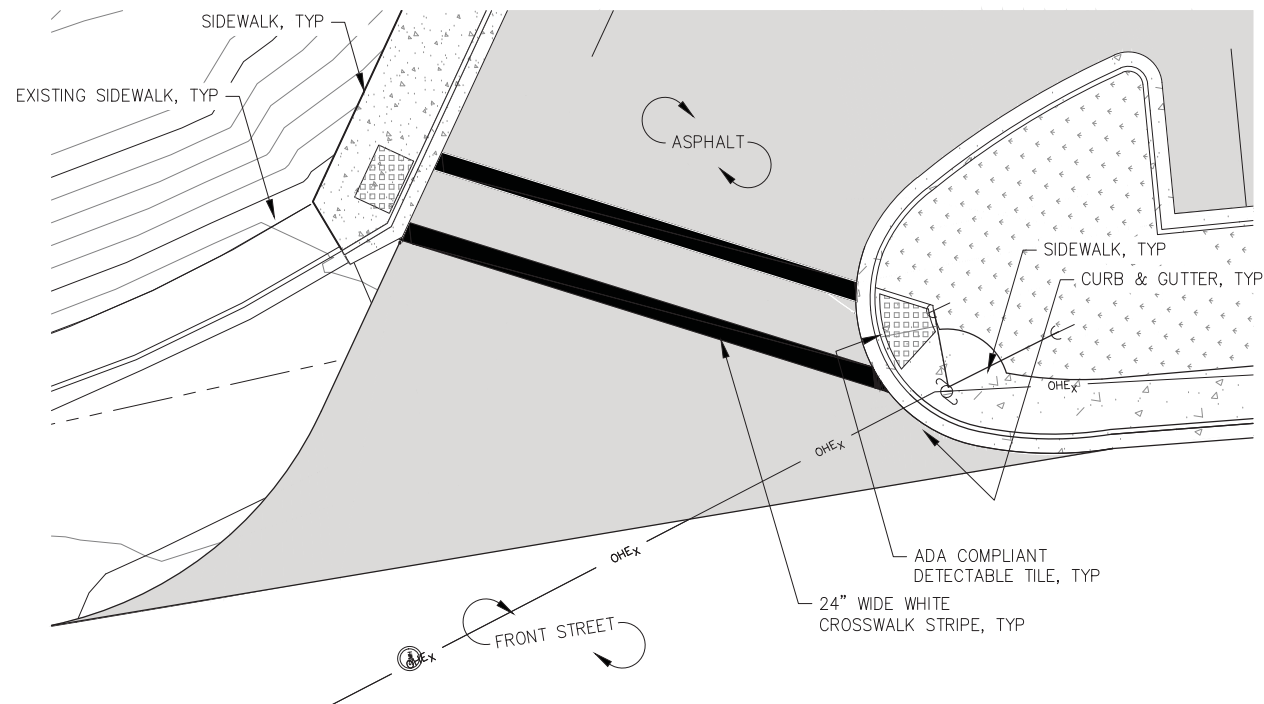 SIDEWALK, TYP
EXISTING SIDEWALK, TYP
ASPHALT
SIDEWALK, TYP
CURB & GUTTER, TYP
OHEX
OHEX
OHEX
ADA COMPLIANT
DETECTABLE TILE, TYP
24" WIDE WHITE
CROSSWALK STRIPE, TYP
FRONT STREET
OHEX